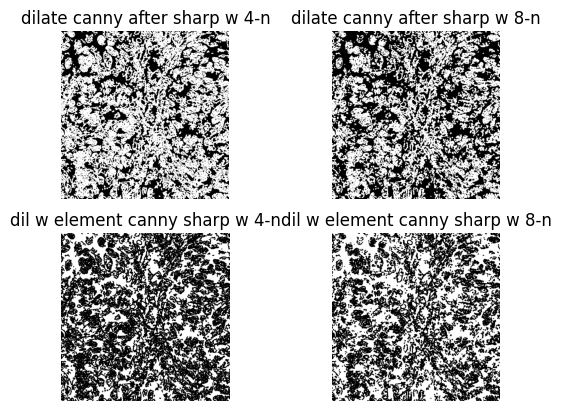 dilate canny after sharp w 4-n
dilate canny after sharp w 8-n
dil w element canny sharp w 4-n
dil w element canny sharp w 8-n